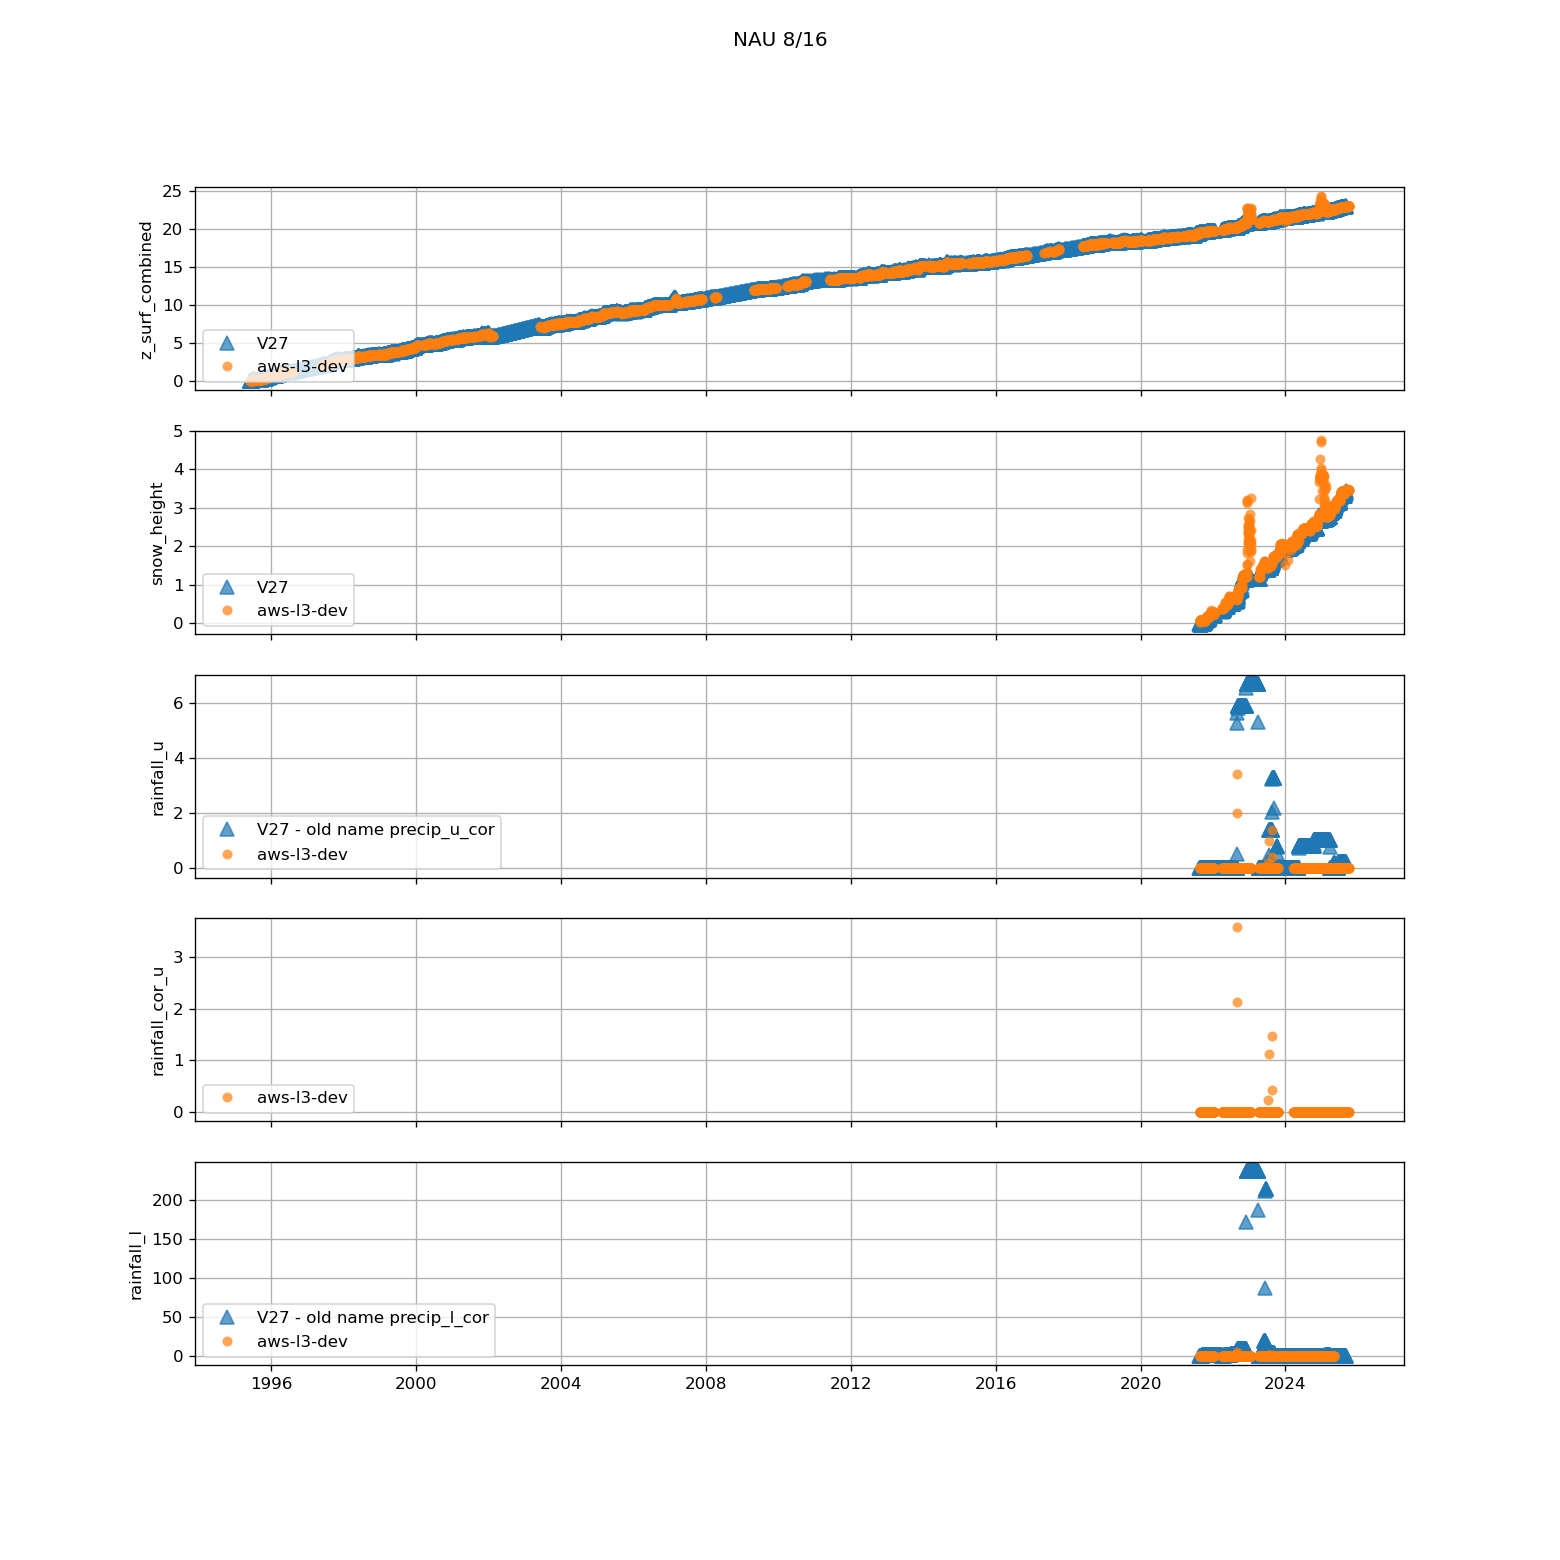 NAU 8/16
z_surf_combined
25
20
15
10
5
0
V27
aws-l3-dev
snow_height
5
4
3
2
1
0
V27
aws-l3-dev
rainfall_u
6
4
2
0
V27 - old name precip_u_cor
aws-l3-dev
rainfall_cor_u
3
2
1
0
aws-l3-dev
rainfall_l
200
150
100
50
0
V27 - old name precip_l_cor
aws-l3-dev
1996 2000 2004 2008 2012 2016 2020 2024